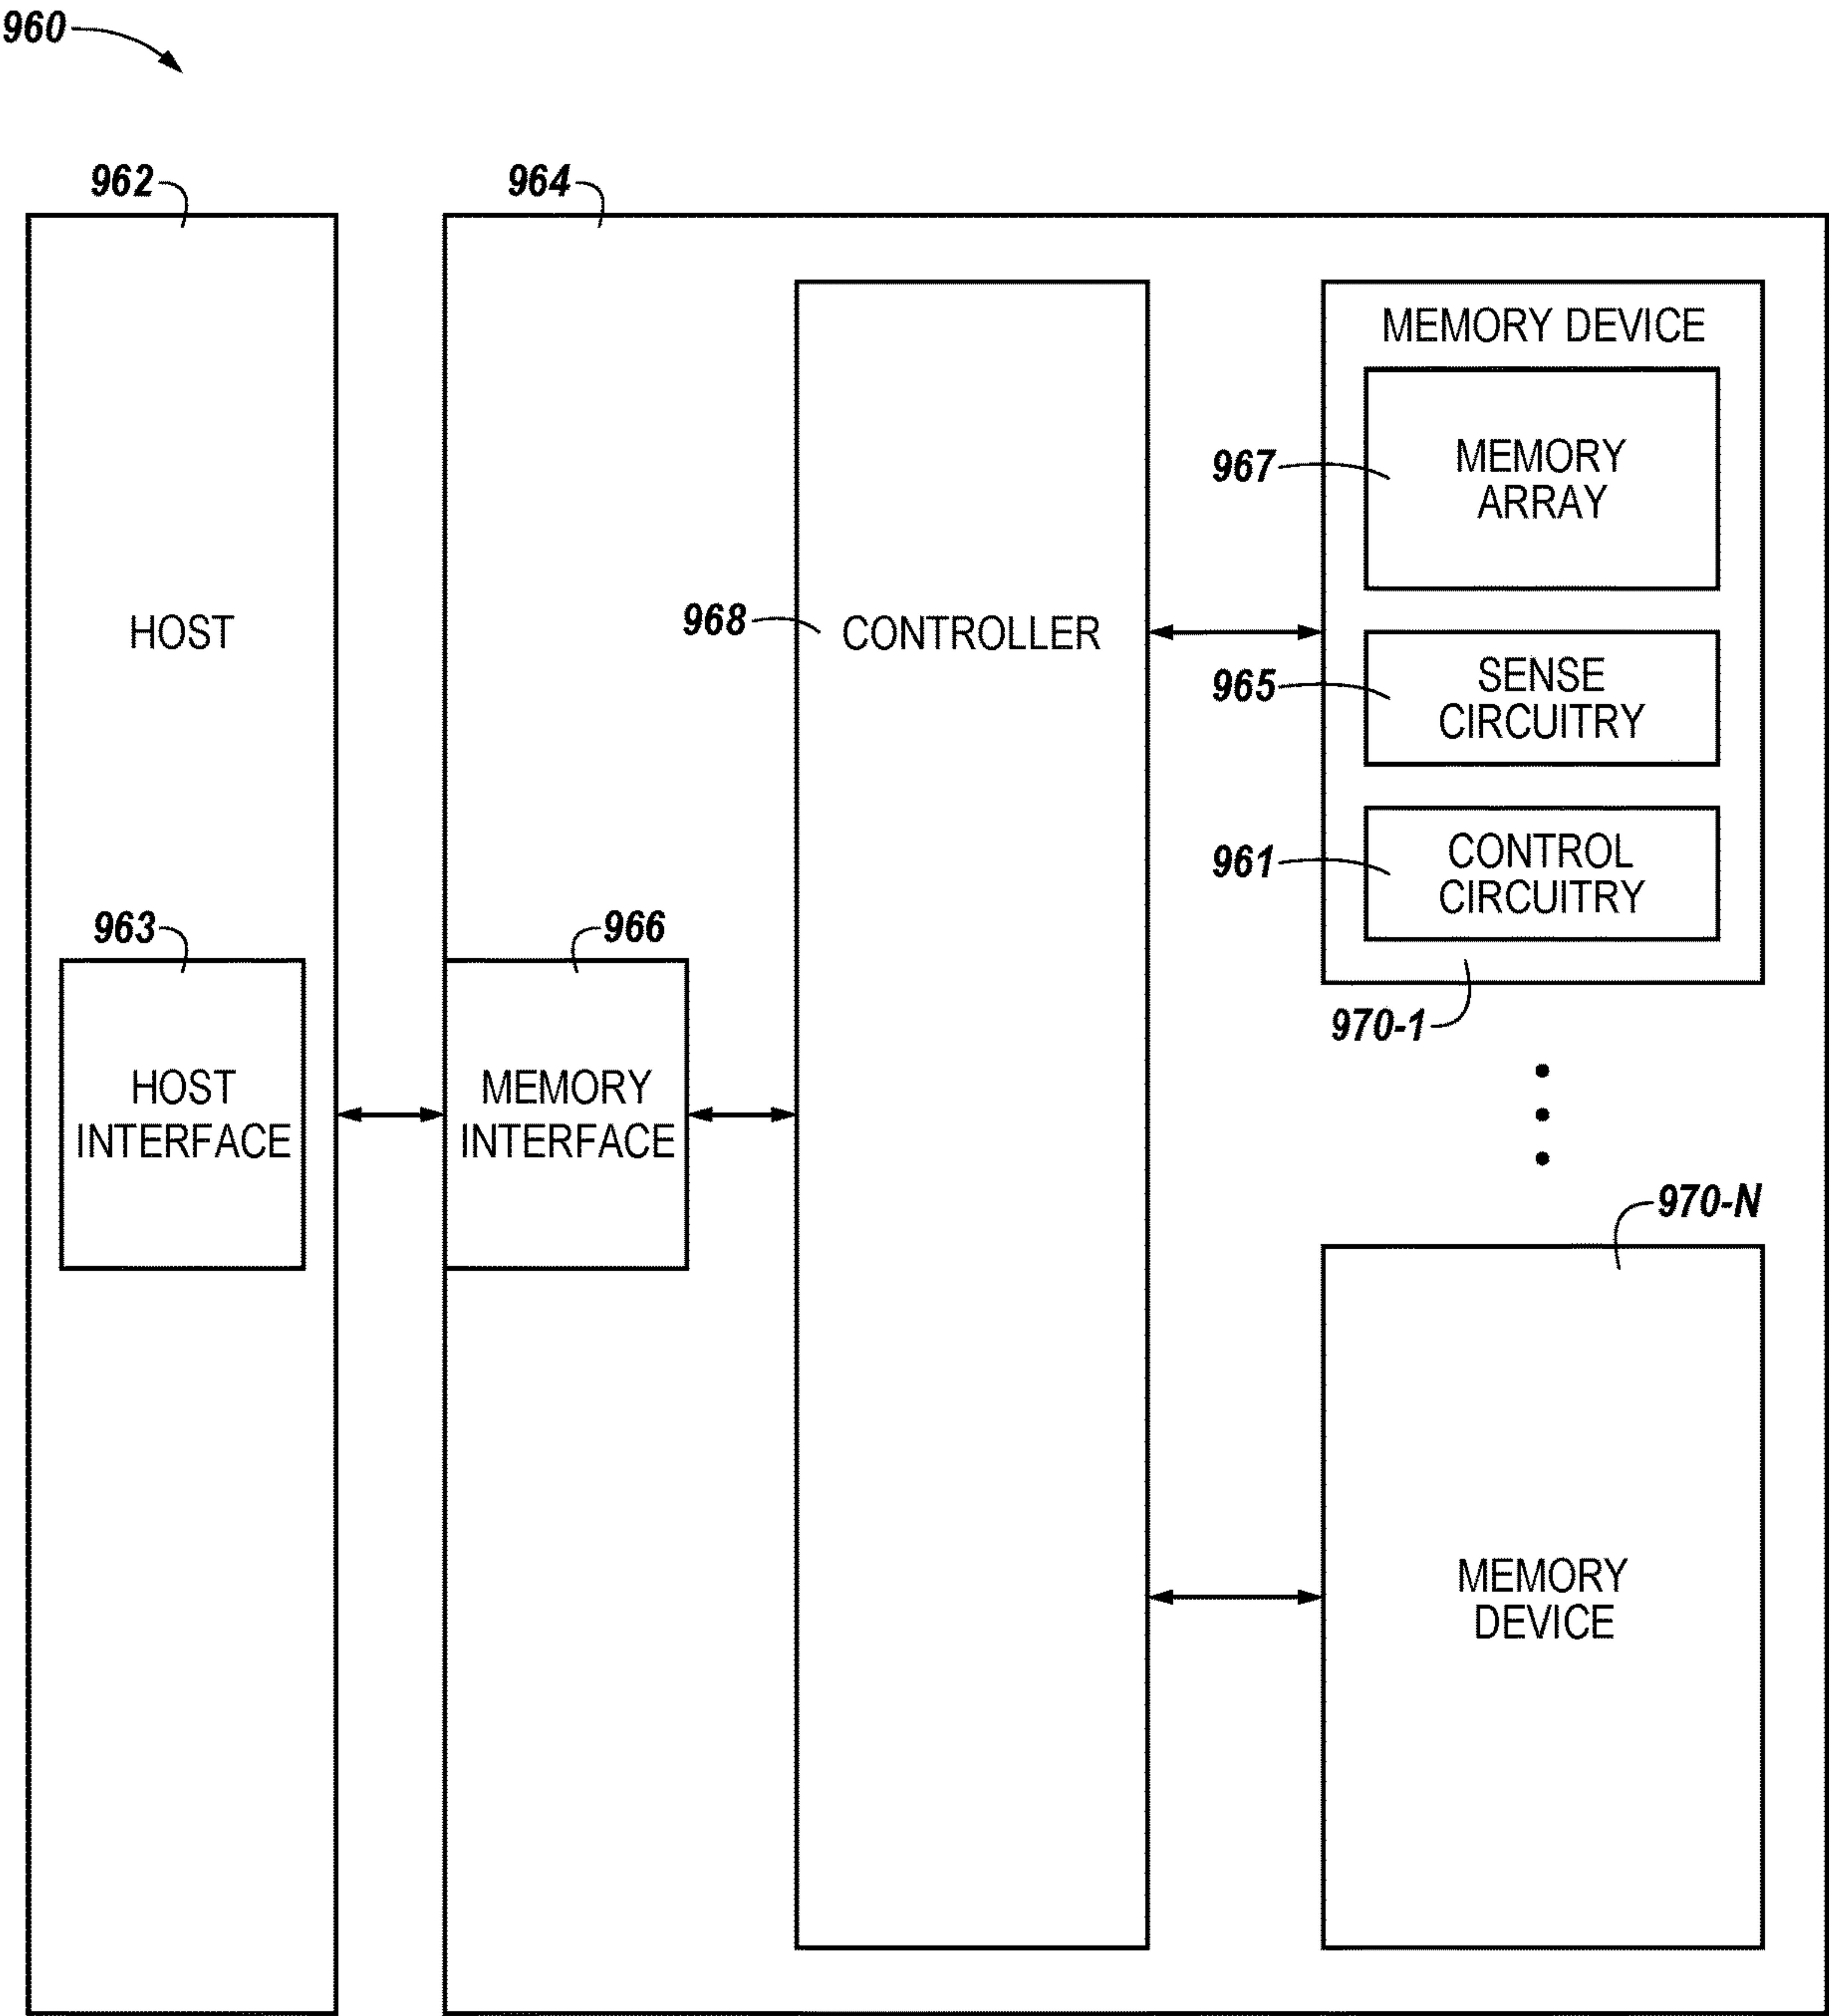 960
962
964
MEMORY DEVICE
967
MEMORY
ARRAY
HOST
968
CONTROLLER
965
SENSE
CIRCUITRY
961
CONTROL
CIRCUITRY
963
966
970-1
HOST
INTERFACE
MEMORY
INTERFACE
970-N
MEMORY
DEVICE